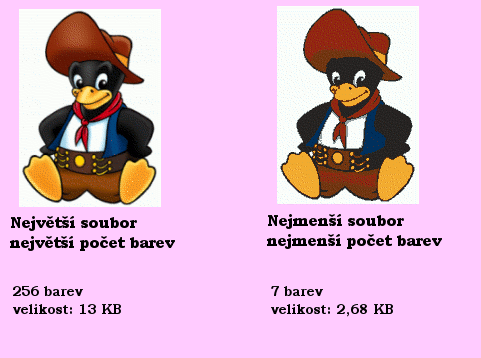 Největší soubor
největší počet barev
256 barev
velikost: 13 KB
Nejmenší soubor
nejmenší počet barev
7 barev
velikost: 2,68 KB